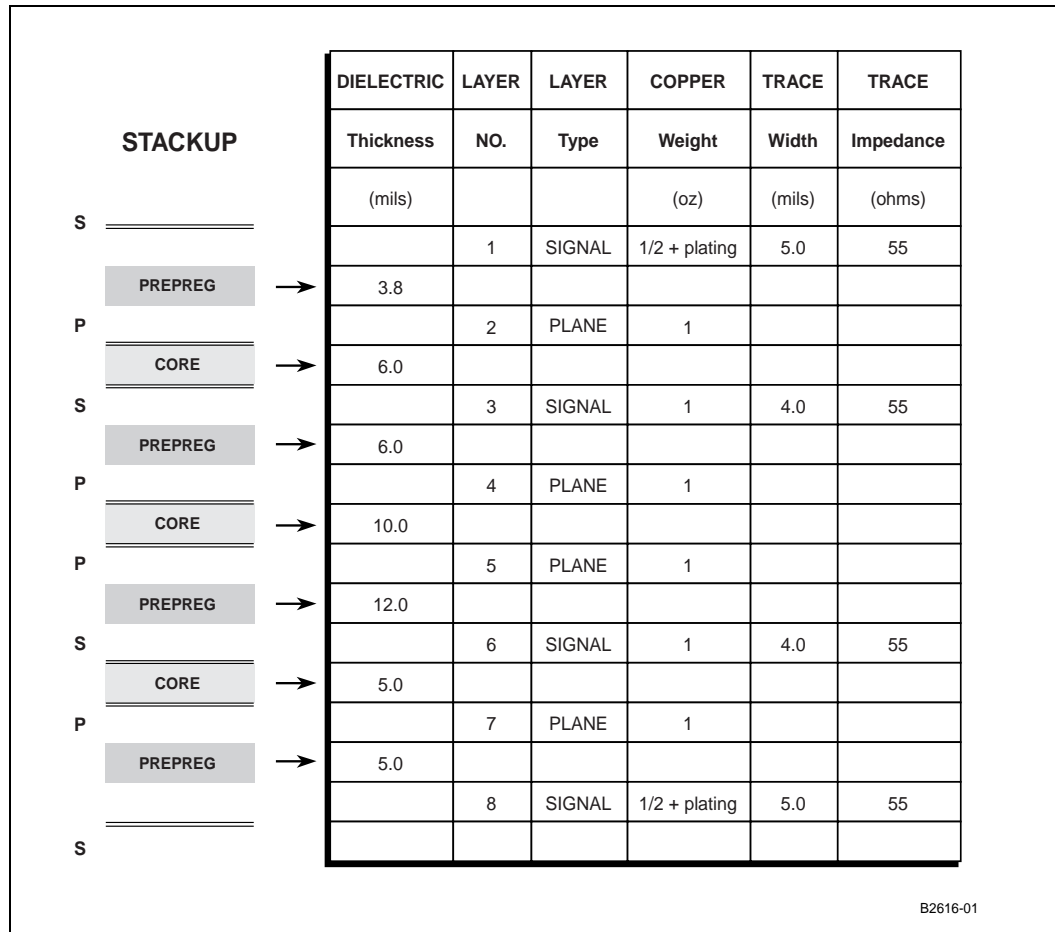 DIELECTRIC LAYER LAYER COPPER TRACE TRACE
STACKUP Thickness NO. Type Weight Width Impedance
(mils) (oz) (mils) (ohms)
S
1 SIGNAL 1/2 + plating 5.0 55
PREPREG 3.8
P 2 PLANE 1
CORE 6.0
S 3 SIGNAL 1 4.0 55
PREPREG 6.0
P 4 PLANE 1
CORE 10.0
P 5 PLANE 1
PREPREG 12.0
S 6 SIGNAL 1 4.0 55
CORE 5.0
P 7 PLANE 1
PREPREG 5.0
8 SIGNAL 1/2 + plating 5.0 55
S
B2616-01